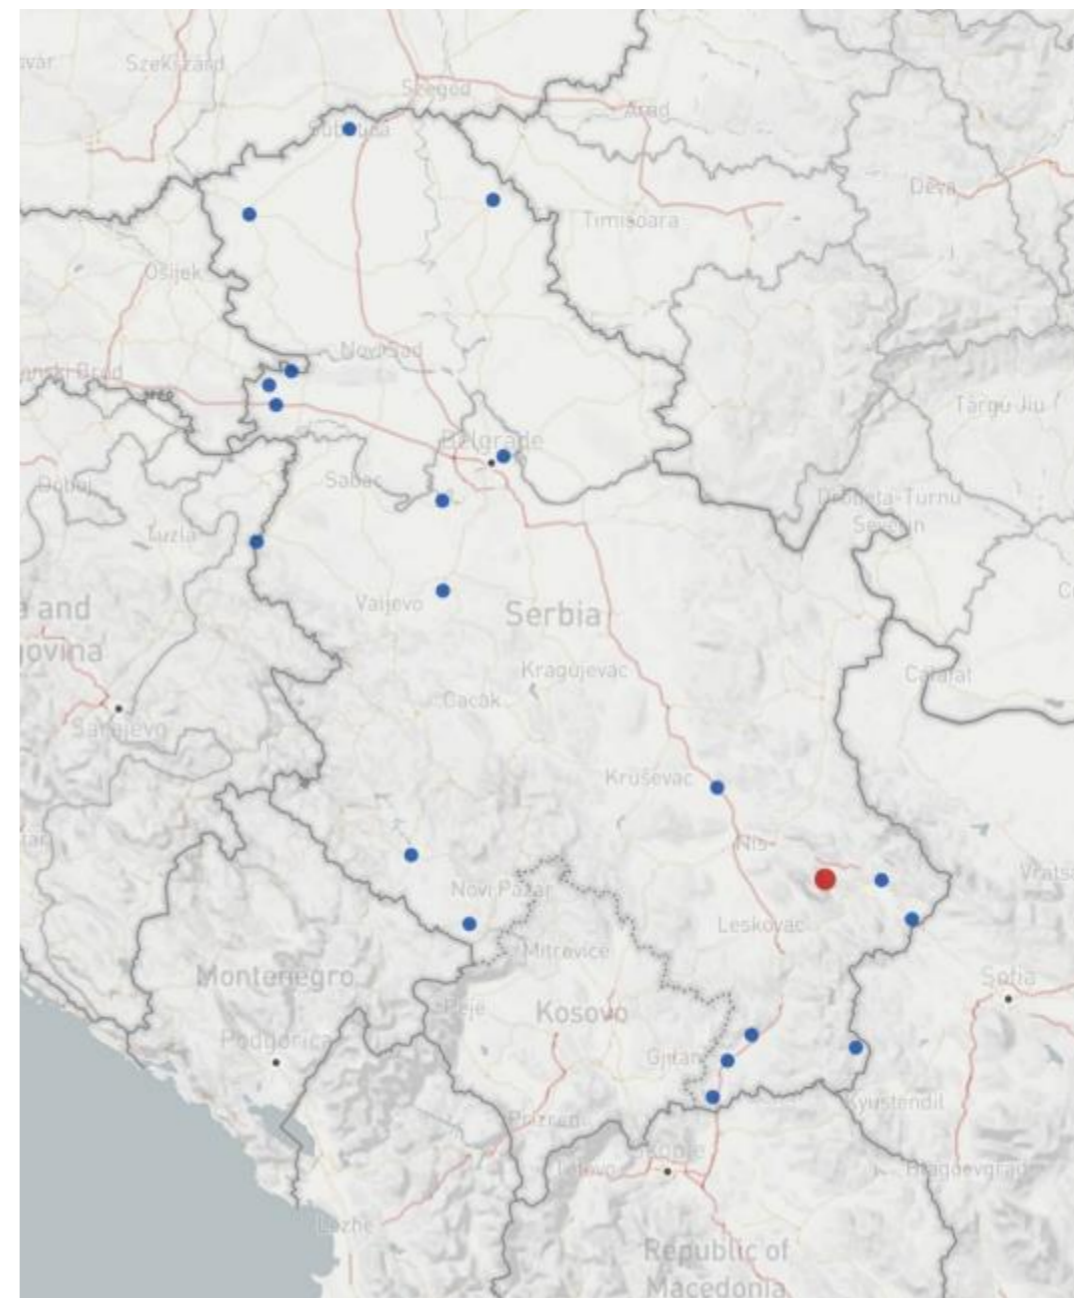 Szekszárd
Szeged
Arad
Subotica
Deva
Timisoara
Osijek
Novi Sad
Târgu Jiu
Belgrade
Sabac
Doboj
Drobeta-Turnu
Severin
Tuzla
Valjevo
Serbia
a and
govina
Kragujevac
Calafat
Cacak
Sarajevo
Krusevac
Nis
Vratsa
Novi Pazar
Leskovac
Mitrovice
Montenegro
Sofia
Peje
Kosovo
Podgorica
Gjilan
Kyustendil
Prizren
Skopje
Tetovo
Blagoevgrad
Lezhe
Republic of
Macedonia